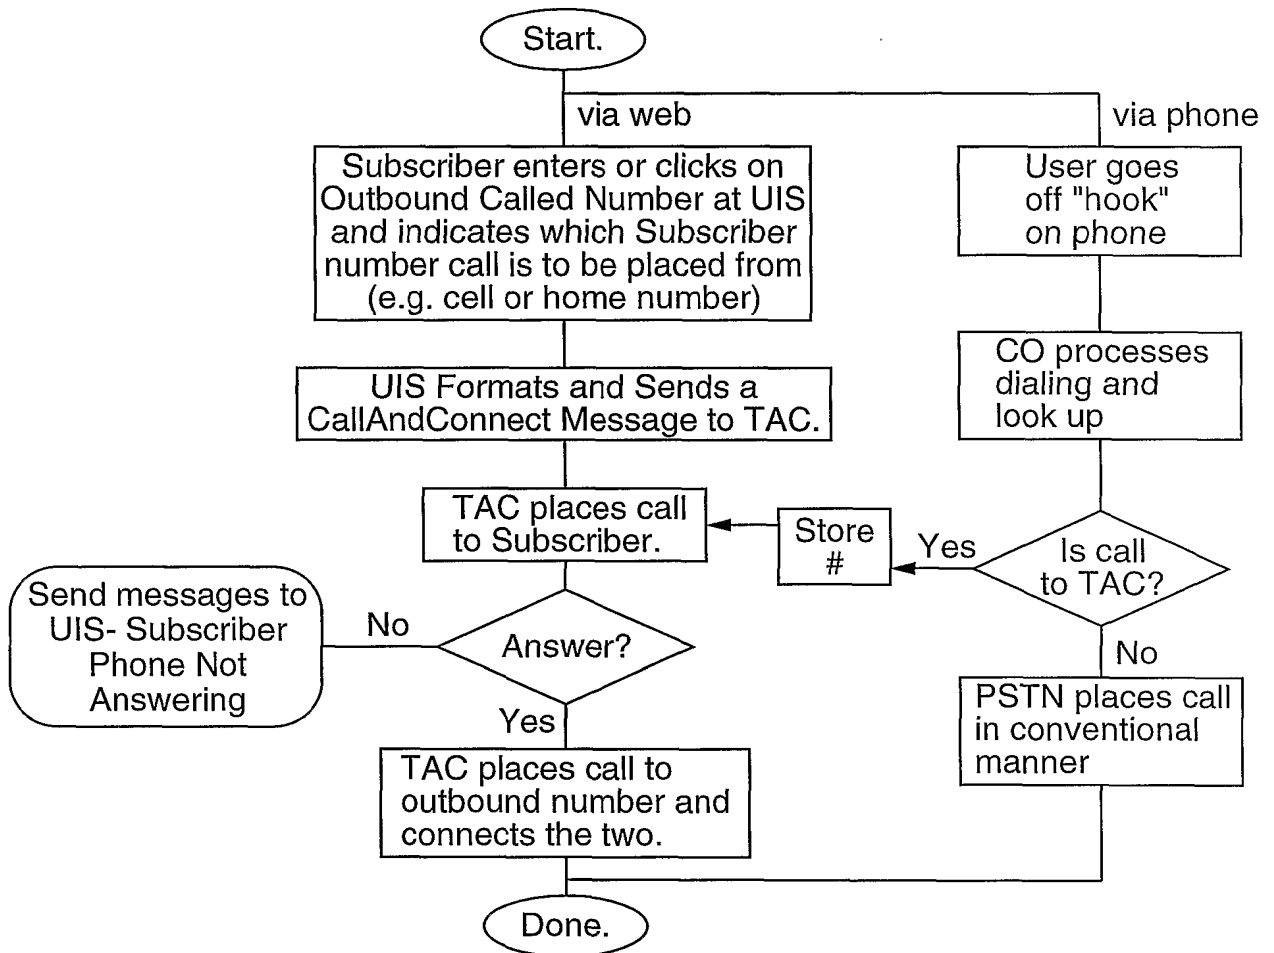 Start.
via web
via phone
Subscriber enters or clicks on
Outbound Called Number at UIS
and indicates which Subscriber
number call is to be placed from
(e.g. cell or home number)
User goes
off "hook"
on phone
UIS Formats and Sends a
CallAndConnect Message to TAC.
CO processes
dialing and
look up
TAC places call
to Subscriber.
Store
#
Yes
Is call
to TAC?
Send messages to
UIS- Subscriber
Phone Not
Answering
No
Answer?
No
Yes
PSTN places call
in conventional
manner
TAC places call to
outbound number and
connects the two.
Done.